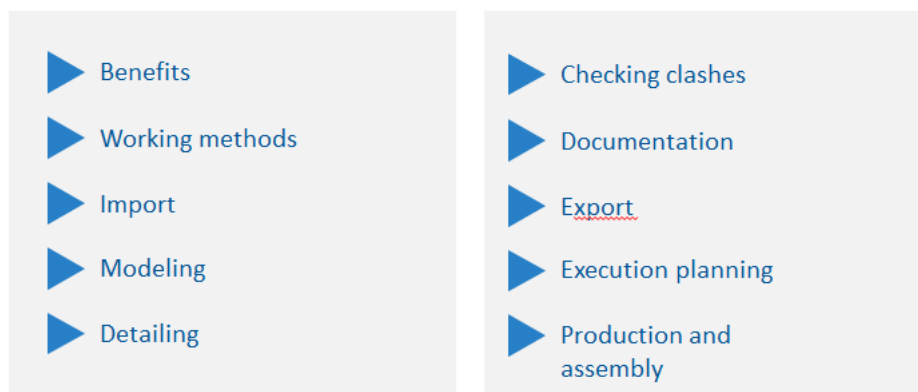 Benefits
Working methods
Import
Modeling
Detailing
Checking clashes
Documentation
Export
Execution planning
Production and
assembly